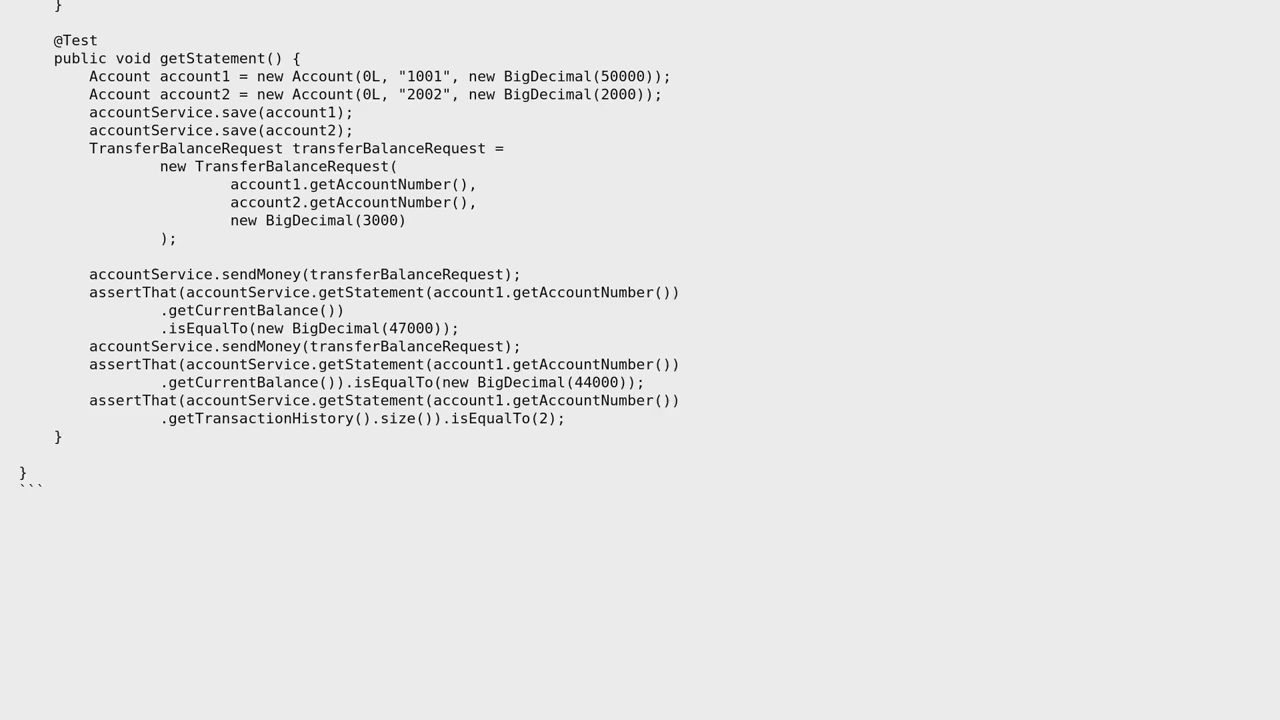 }

    @Test
    public void getStatement() {
        Account account1 = new Account(0L, "1001", new BigDecimal(50000));
        Account account2 = new Account(0L, "2002", new BigDecimal(2000));
        accountService.save(account1);
        accountService.save(account2);
        TransferBalanceRequest transferBalanceRequest =
                new TransferBalanceRequest(
                        account1.getAccountNumber(),
                        account2.getAccountNumber(),
                        new BigDecimal(3000)
                );

        accountService.sendMoney(transferBalanceRequest);
        assertThat(accountService.getStatement(account1.getAccountNumber())
                .getCurrentBalance())
                .isEqualTo(new BigDecimal(47000));
        accountService.sendMoney(transferBalanceRequest);
        assertThat(accountService.getStatement(account1.getAccountNumber())
                .getCurrentBalance()).isEqualTo(new BigDecimal(44000));
        assertThat(accountService.getStatement(account1.getAccountNumber())
                .getTransactionHistory().size()).isEqualTo(2);
    }

}
```